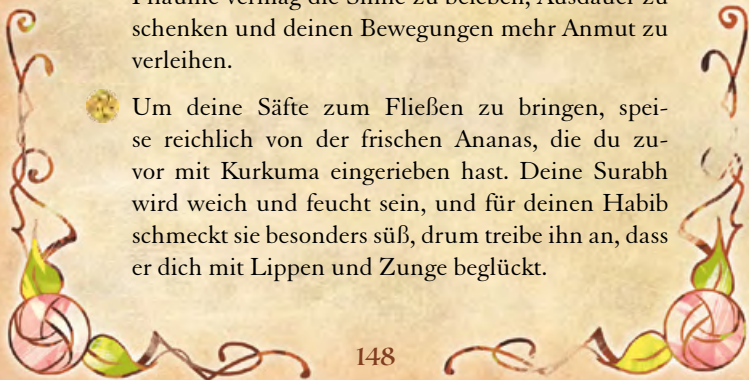 Pflaume vermag die Sinne zu beleben, Ausdauer zu
schenken und deinen Bewegungen mehr Anmut zu
verleihen.
Um deine Säfte zum Fließen zu bringen, spei-
se reichlich von der frischen Ananas, die du zu-
vor mit Kurkuma eingerieben hast. Deine Surabh
wird weich und feucht sein, und für deinen Habib
schmeckt sie besonders süß, drum treibe ihn an, dass
er dich mit Lippen und Zunge beglückt.
148